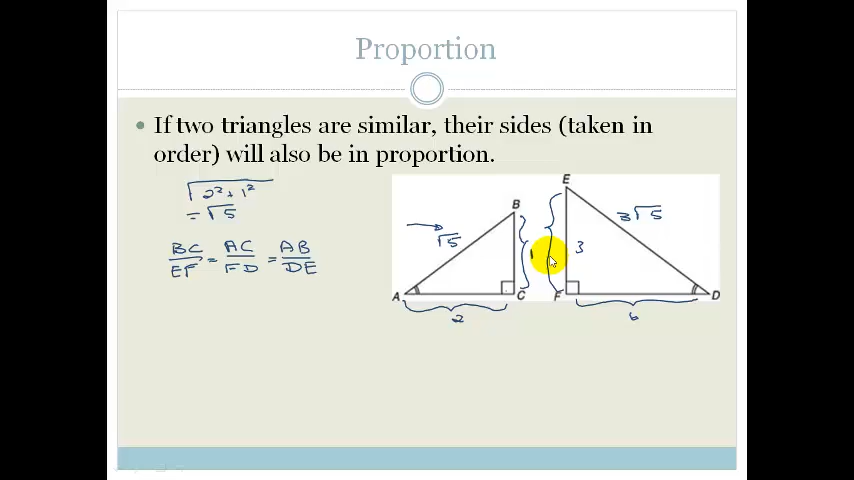 Proportion
• If two triangles are similar, their sides (taken in
order) will also be in proportion.
√2² + 1²
= √5
BC/EF = AC/FD = AB/DE
E
B
3√5
√5
1
3
A
C
F
D
2
6